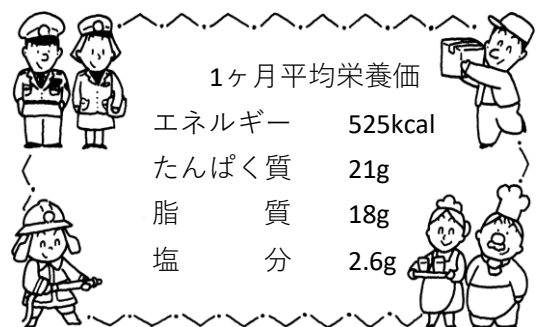 1ヶ月平均栄養価
エネルギー 525kcal
たんぱく質 21g
脂質 18g
塩分 2.6g